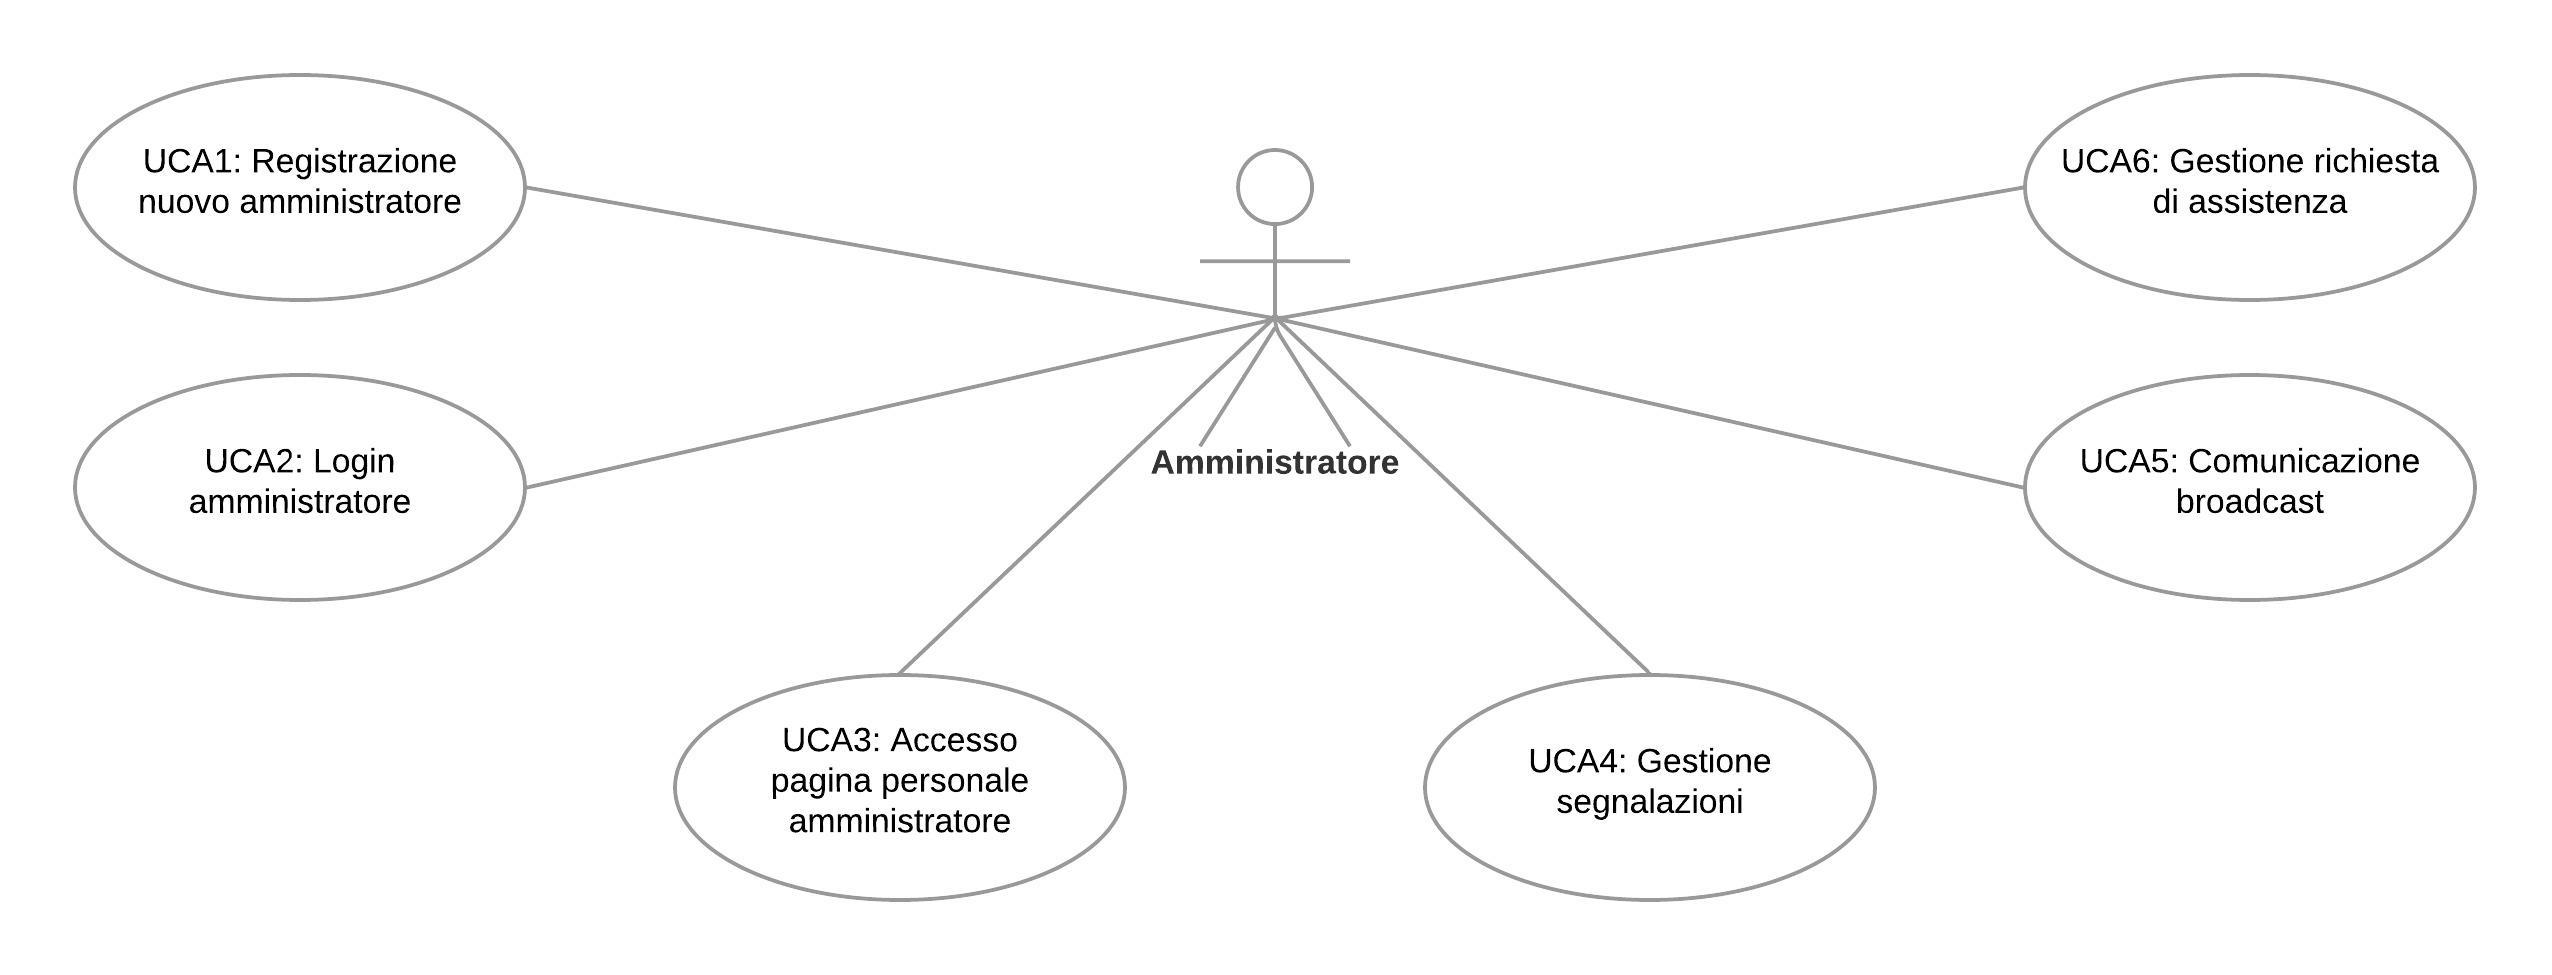 UCA1: Registrazione
nuovo amministratore
UCA6: Gestione richiesta
di assistenza
UCA2: Login
amministratore
Amministratore
UCA5: Comunicazione
broadcast
UCA3: Accesso
pagina personale
amministratore
UCA4: Gestione
segnalazioni